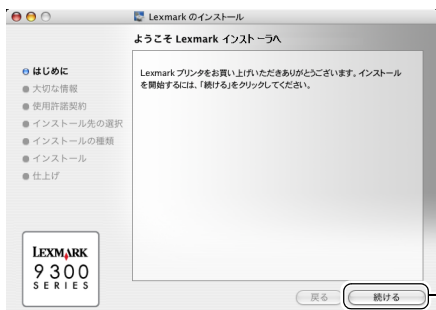 Lexmark のインストール
ようこそ Lexmark インストーラへ
はじめに
大切な情報
使用許諾契約
インストール先の選択
インストールの種類
インストール
仕上げ
Lexmark プリンタをお買い上げいただきありがとうございます。インストール
を開始するには、「続ける」をクリックしてください。
LEXMARK
9300
SERIES
戻る
続ける